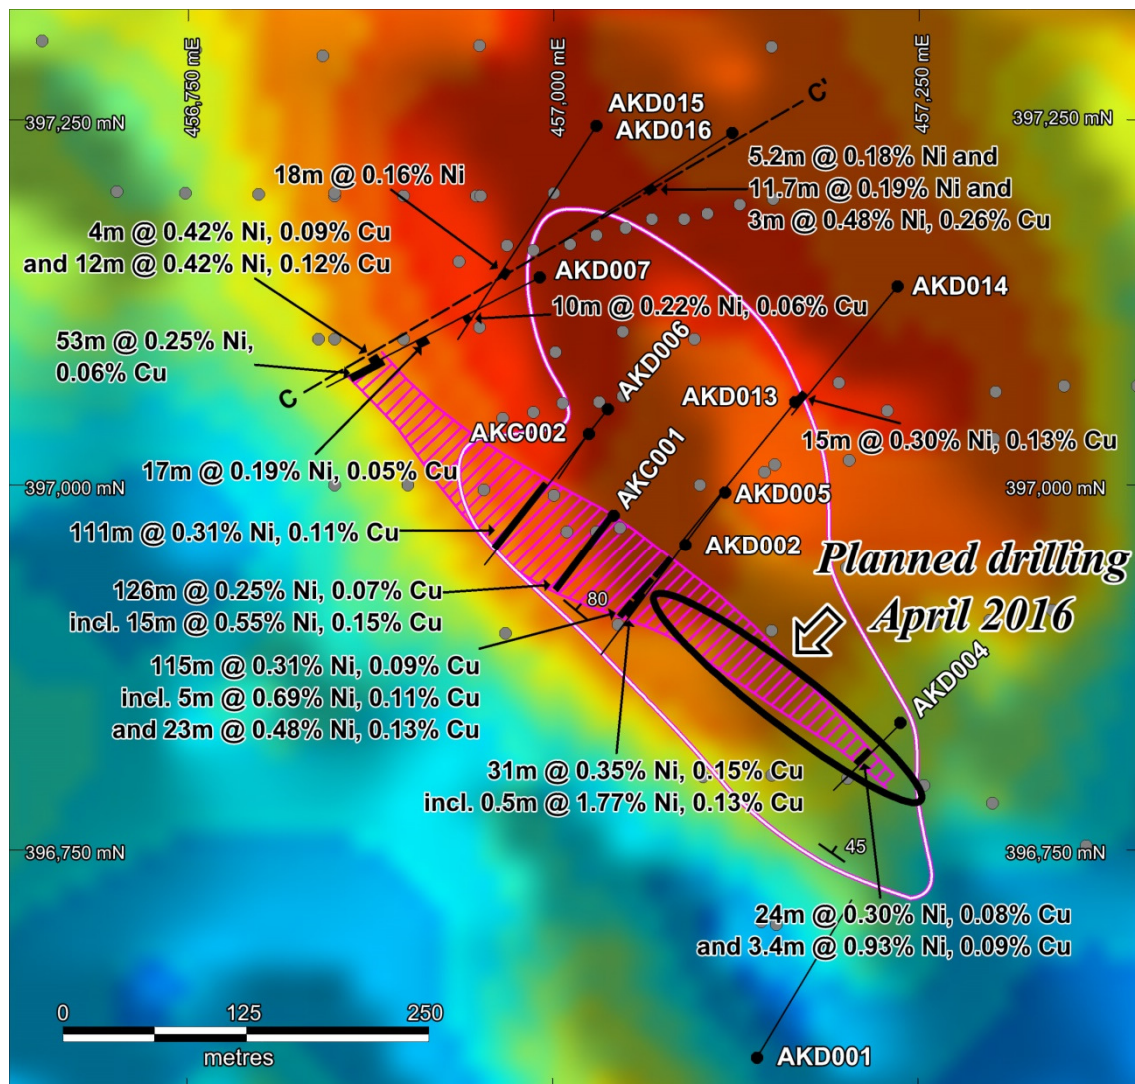 456,750 mE
457,000 mE
457,250 mE
397,250 mN
397,250 mN
C'
AKD015
AKD016
5.2m @ 0.18% Ni and
11.7m @ 0.19% Ni and
3m @ 0.48% Ni, 0.26% Cu
18m @ 0.16% Ni
4m @ 0.42% Ni, 0.09% Cu
and 12m @ 0.42% Ni, 0.12% Cu
AKD007
AKD014
10m @ 0.22% Ni, 0.06% Cu
53m @ 0.25% Ni,
0.06% Cu
C
AKD006
AKD013
AKC002
15m @ 0.30% Ni, 0.13% Cu
17m @ 0.19% Ni, 0.05% Cu
AKC001
397,000 mN
397,000 mN
AKD005
111m @ 0.31% Ni, 0.11% Cu
AKD002
Planned drilling
April 2016
126m @ 0.25% Ni, 0.07% Cu
incl. 15m @ 0.55% Ni, 0.15% Cu
80
115m @ 0.31% Ni, 0.09% Cu
incl. 5m @ 0.69% Ni, 0.11% Cu
and 23m @ 0.48% Ni, 0.13% Cu
AKD004
31m @ 0.35% Ni, 0.15% Cu
incl. 0.5m @ 1.77% Ni, 0.13% Cu
45
396,750 mN
396,750 mN
24m @ 0.30% Ni, 0.08% Cu
and 3.4m @ 0.93% Ni, 0.09% Cu
0
125
250
metres
AKD001